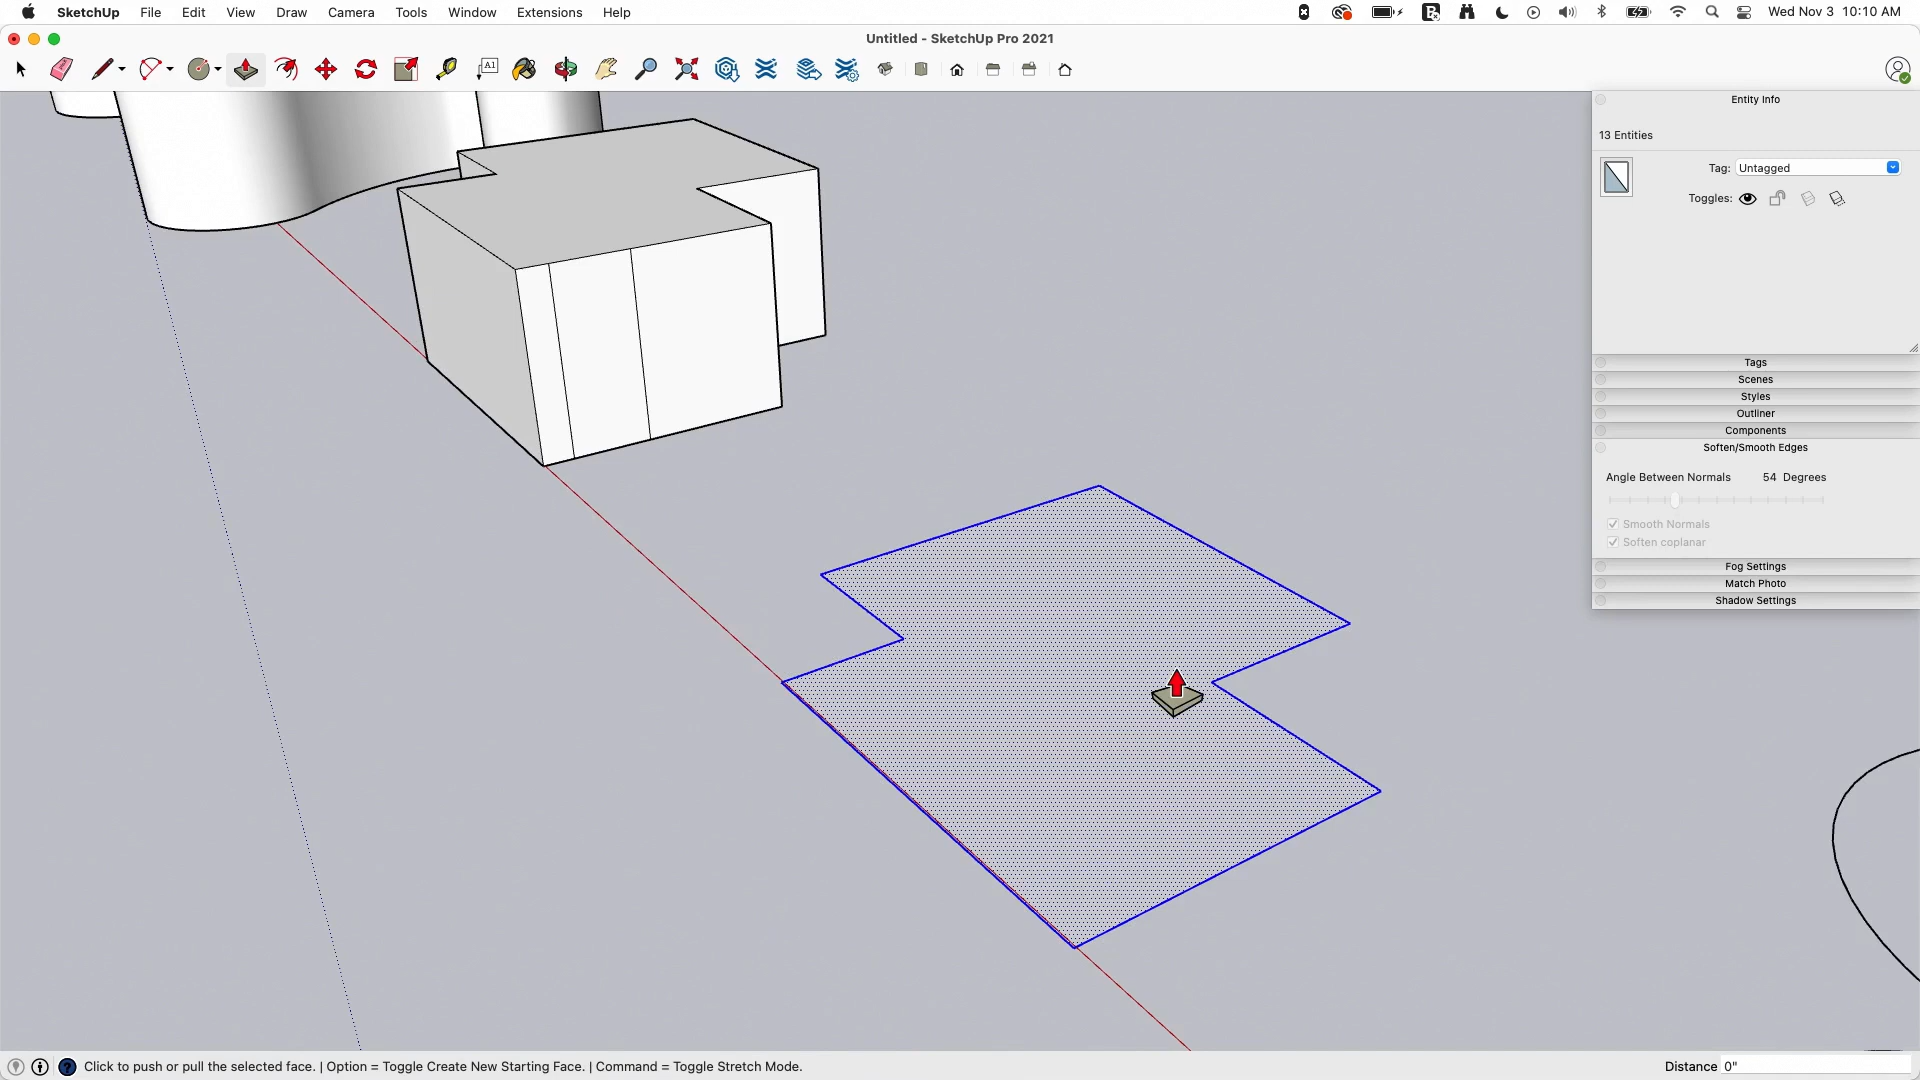 SketchUp File Edit View Draw Camera Tools Window Extensions Help
Wed Nov 3 10:10 AM
Untitled - SketchUp Pro 2021
A1
Entity Info
13 Entities
Tag: Untagged
Toggles:
Tags
Scenes
Styles
Outliner
Components
Soften/Smooth Edges
Angle Between Normals 54 Degrees
Smooth Normals
Soften coplanar
Fog Settings
Match Photo
Shadow Settings
Click to push or pull the selected face. | Option = Toggle Create New Starting Face. | Command = Toggle Stretch Mode.
Distance 0"